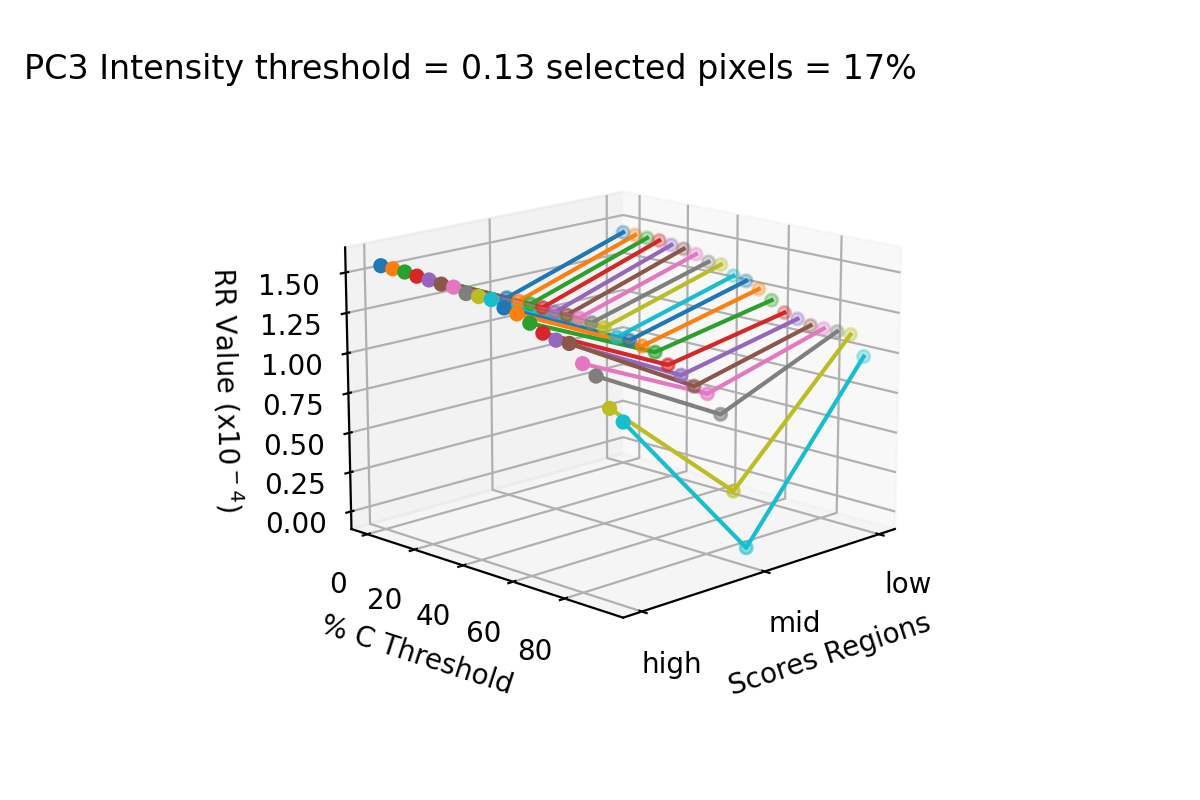 PC3 Intensity threshold = 0.13 selected pixels = 17%
RR Value (x10⁻⁴)
1.50
1.25
1.00
0.75
0.50
0.25
0.00
0
20
40
60
80
% C Threshold
high
mid
low
Scores Regions